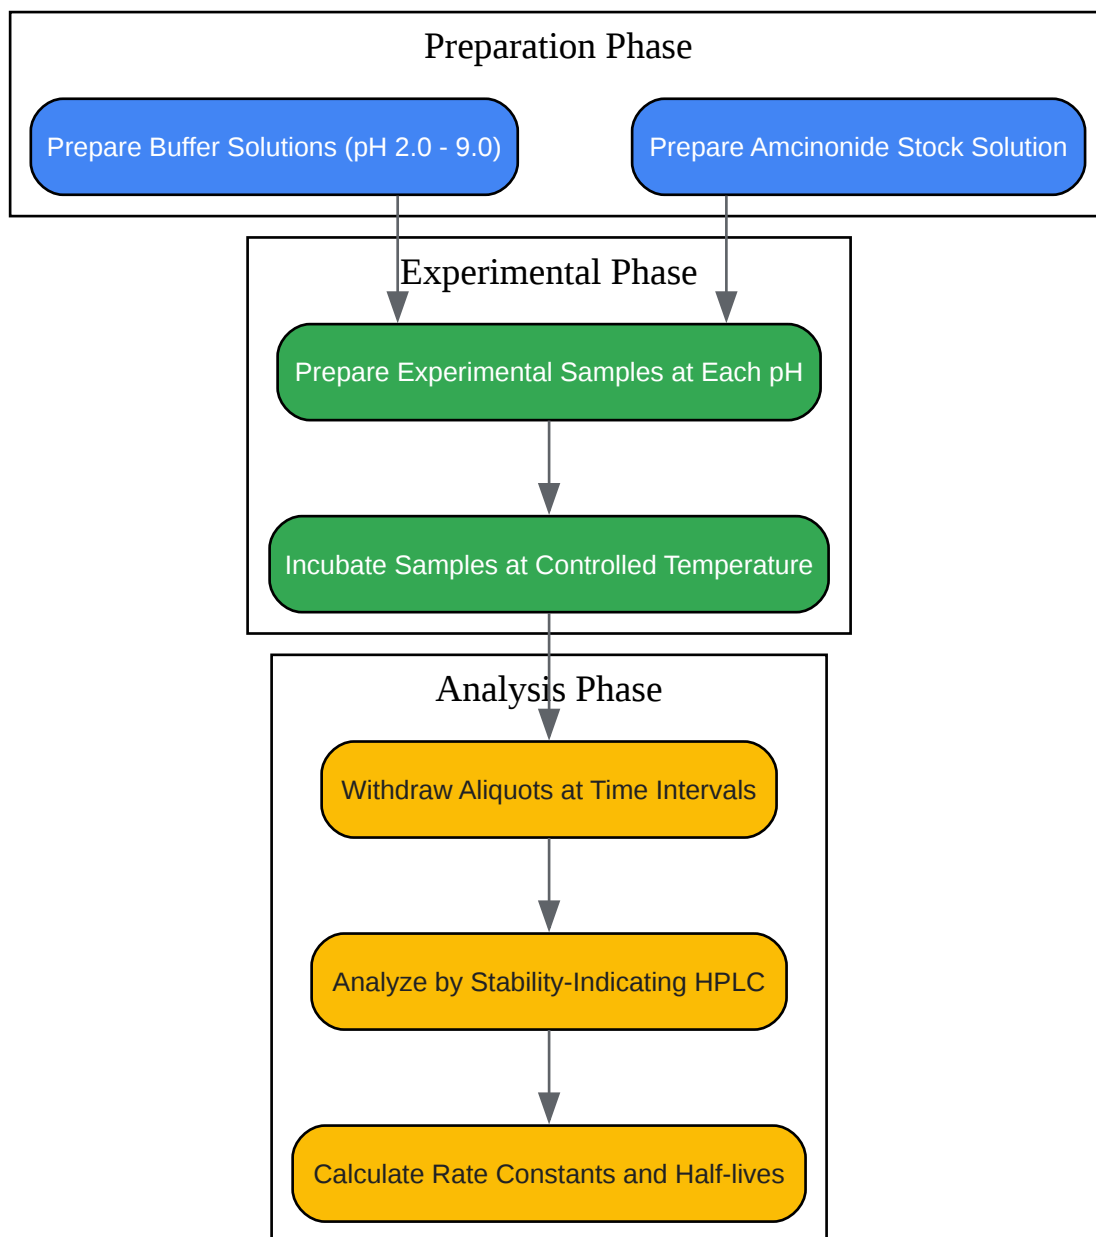 Preparation Phase
Prepare Buffer Solutions (pH 2.0 - 9.0)
Prepare Amcinonide Stock Solution
Experimental Phase
Prepare Experimental Samples at Each pH
Incubate Samples at Controlled Temperature
Analysis Phase
Withdraw Aliquots at Time Intervals
Analyze by Stability-Indicating HPLC
Calculate Rate Constants and Half-lives